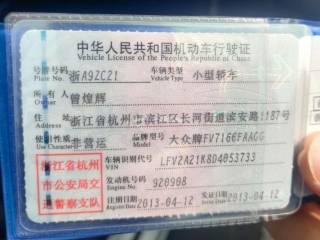 中华人民共和国机动车行驶证
Vehicle License of the People's Republic of China
号牌号码 浙A9ZC21 车辆类型 小型轿车
Plate No. Vehicle Type
所有人 曾煌辉
Owner
住址 浙江省杭州市滨江区长河街道滨安路1187号
Address
使用性质 非营运 品牌型号 大众牌FV7166FAAGG
Use Character Model
浙江省杭州 车辆识别代号 LFV2A21K8D4053733
VIN
市公安局交 发动机号码 920908
Engine No.
通警察支队 注册日期 2013-04-12 发证日期 2013-04-12
Register Date Issue Date